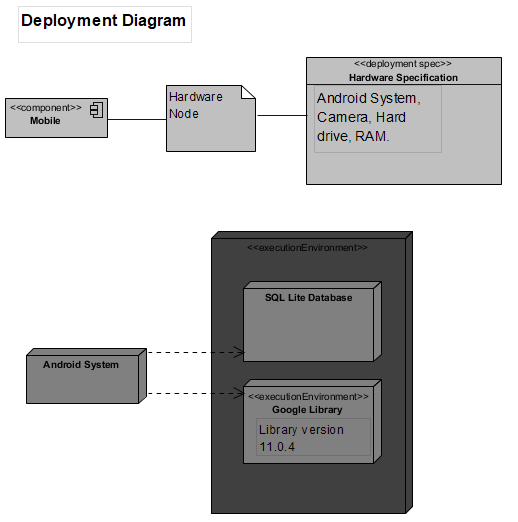 Deployment Diagram
<<component>>
Mobile
Hardware
Node
<<deployment spec>>
Hardware Specification
Android System,
Camera, Hard
drive, RAM.
<<executionEnvironment>>
SQL Lite Database
Android System
<<executionEnvironment>>
Google Library
Library version
11.0.4